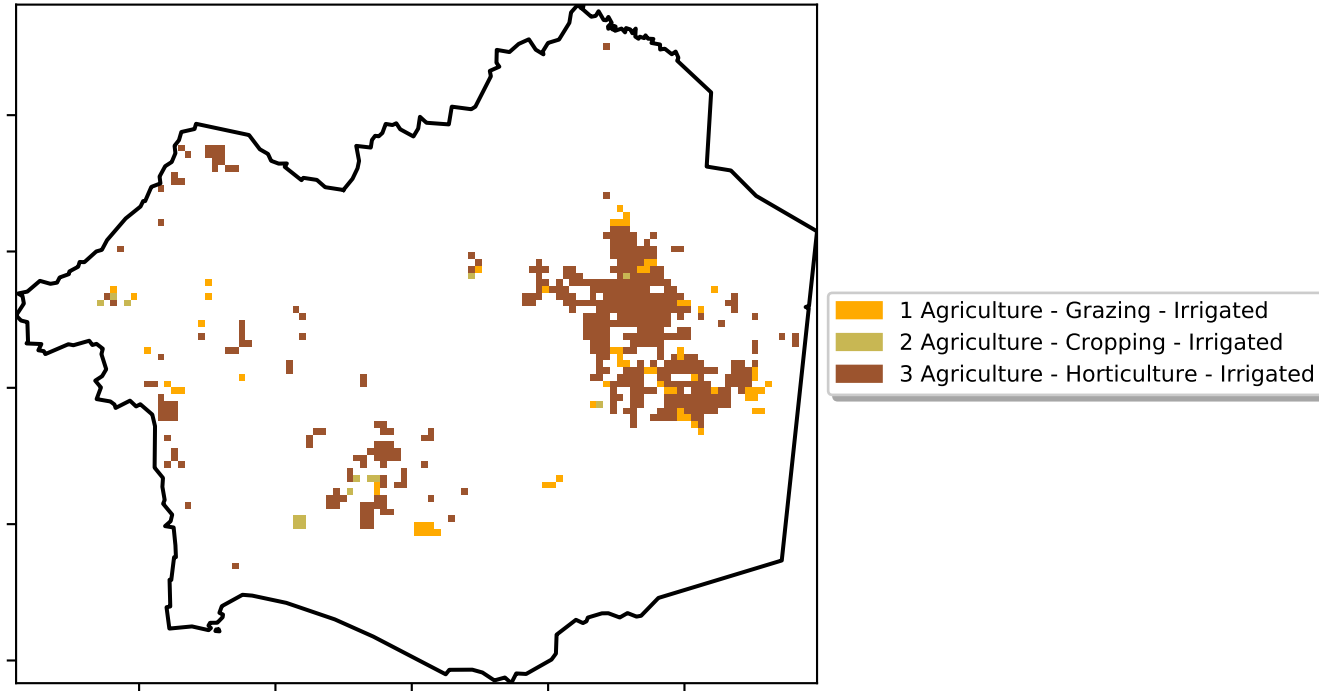 1 Agriculture - Grazing - Irrigated
2 Agriculture - Cropping - Irrigated
3 Agriculture - Horticulture - Irrigated